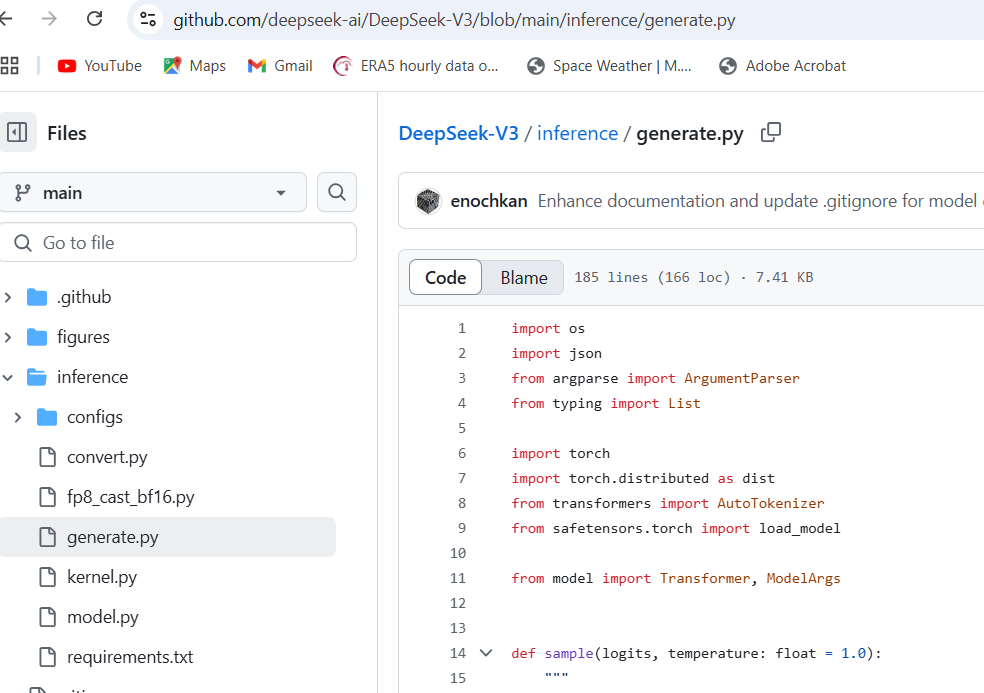 github.com/deepseek-ai/DeepSeek-V3/blob/main/inference/generate.py
YouTube Maps Gmail ERA5 hourly data o... Space Weather | M.... Adobe Acrobat
Files
main
Go to file
.github
figures
inference
configs
convert.py
fp8_cast_bf16.py
generate.py
kernel.py
model.py
requirements.txt
DeepSeek-V3 / inference / generate.py
enochkan Enhance documentation and update .gitignore for model
Code Blame 185 lines (166 loc) · 7.41 KB
1 import os
2 import json
3 from argparse import ArgumentParser
4 from typing import List
5
6 import torch
7 import torch.distributed as dist
8 from transformers import AutoTokenizer
9 from safetensors.torch import load_model
10
11 from model import Transformer, ModelArgs
12
13
14 def sample(logits, temperature: float = 1.0):
15 """